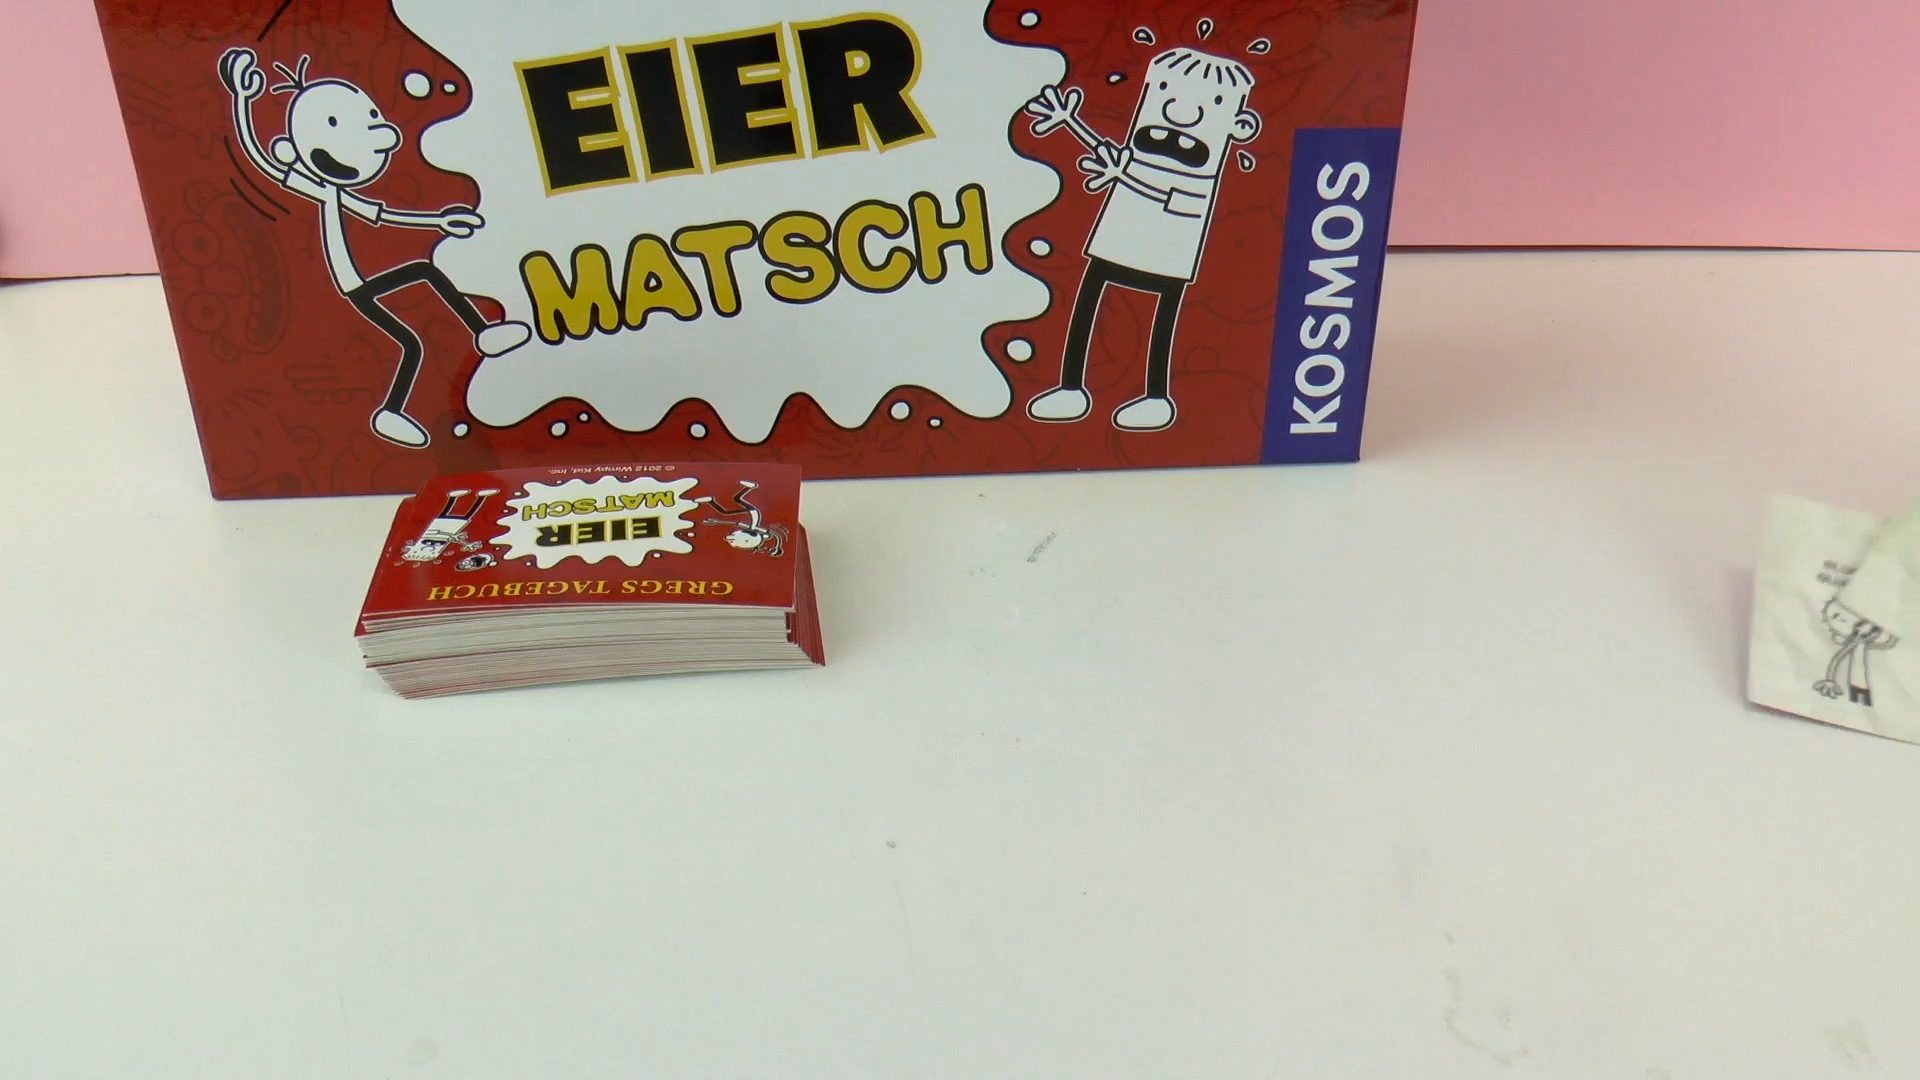 EIER
MATSCH
KOSMOS
© 2012 Wimpy Kid, Inc.
MATSCH
EIER
GREGS TAGEBUCH